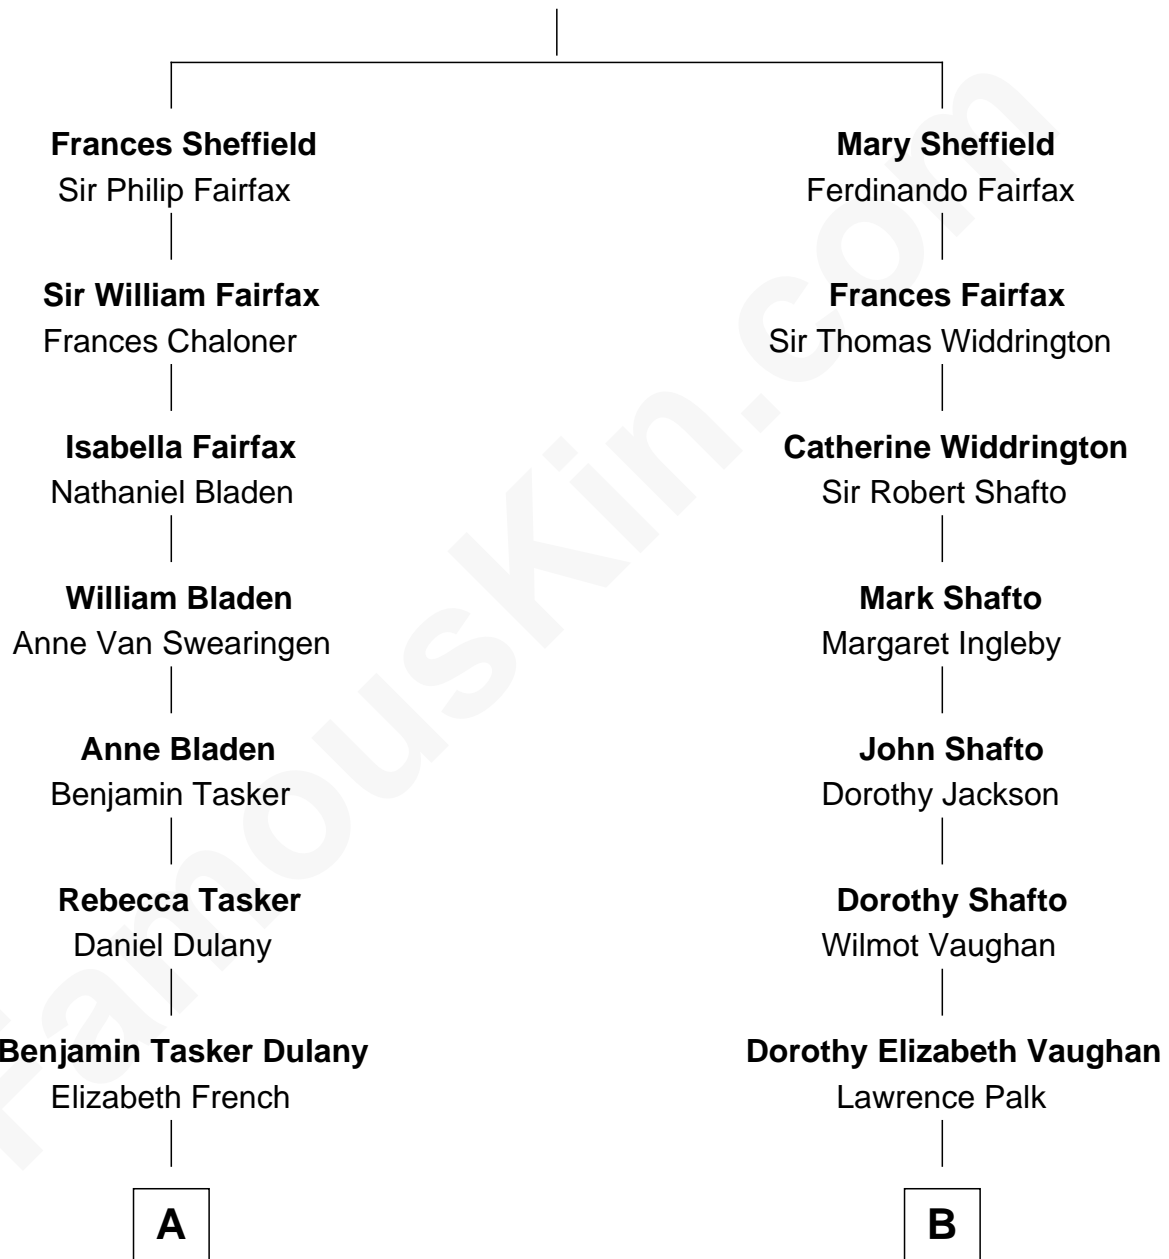 Frances Sheffield
Sir Philip Fairfax
Mary Sheffield
Ferdinando Fairfax
Sir William Fairfax
Frances Chaloner
Frances Fairfax
Sir Thomas Widdrington
Isabella Fairfax
Nathaniel Bladen
Catherine Widdrington
Sir Robert Shafto
William Bladen
Anne Van Swearingen
Mark Shafto
Margaret Ingleby
Anne Bladen
Benjamin Tasker
John Shafto
Dorothy Jackson
Rebecca Tasker
Daniel Dulany
Dorothy Shafto
Wilmot Vaughan
Benjamin Tasker Dulany
Elizabeth French
Dorothy Elizabeth Vaughan
Lawrence Palk
A
B
FamousKin.com